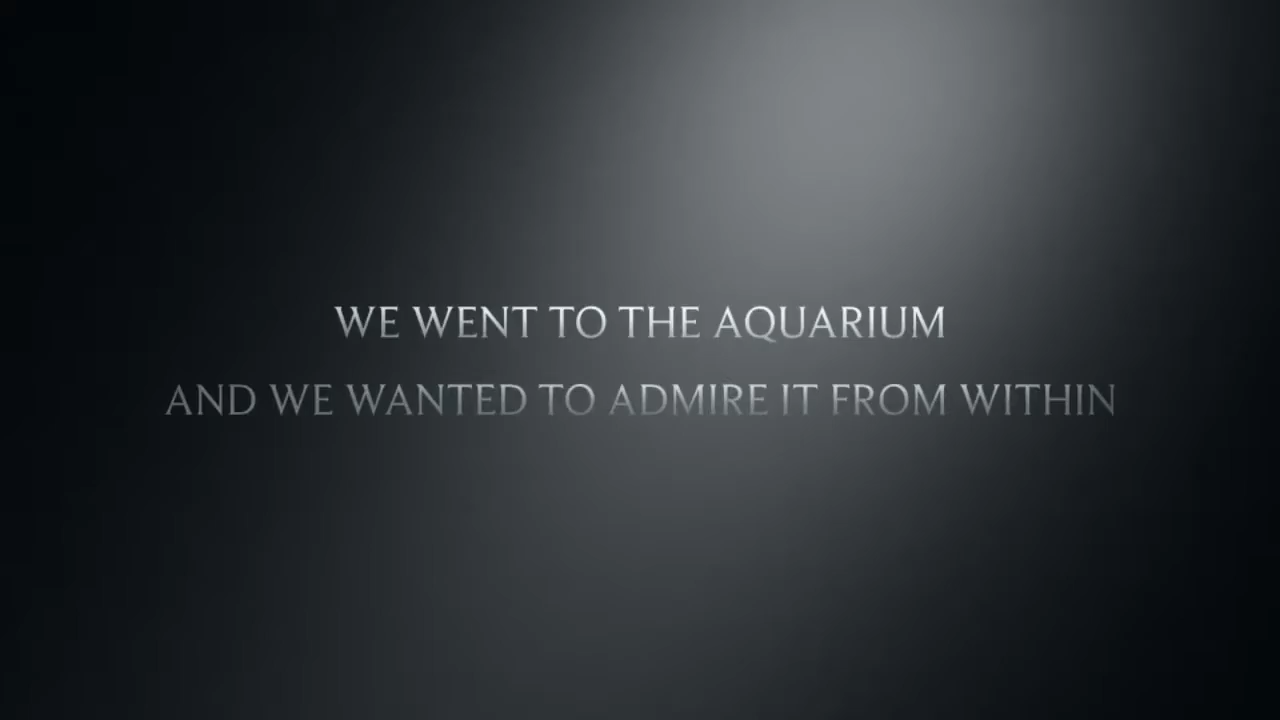 WE WENT TO THE AQUARIUM
AND WE WANTED TO ADMIRE IT FROM WITHIN